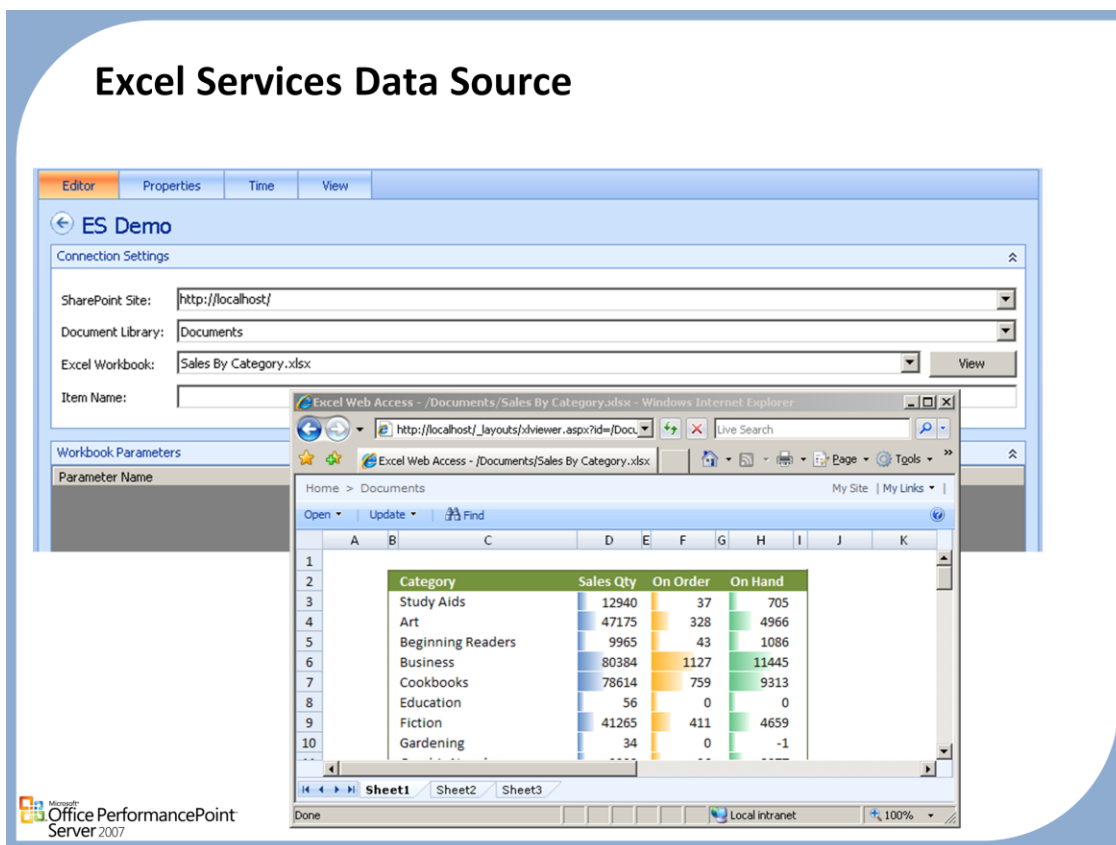 Excel Services Data Source
Editor Properties Time View
ES Demo
Connection Settings
SharePoint Site: http://localhost/
Document Library: Documents
Excel Workbook: Sales By Category.xlsx View
Item Name:
Workbook Parameters
Parameter Name
Excel Web Access - /Documents/Sales By Category.xlsx - Windows Internet Explorer
http://localhost/_layouts/xlviewer.aspx?id=/Docu Live Search
Excel Web Access - /Documents/Sales By Category.xlsx Page Tools
Home > Documents My Site | My Links |
Open | Update | Find
A B C D E F G H I J K
1
2 Category Sales Qty On Order On Hand
3 Study Aids 12940 37 705
4 Art 47175 328 4966
5 Beginning Readers 9965 43 1086
6 Business 80384 1127 11445
7 Cookbooks 78614 759 9313
8 Education 56 0 0
9 Fiction 41265 411 4659
10 Gardening 34 0 -1
Sheet1 Sheet2 Sheet3
Done Local intranet 100%
Microsoft
Office PerformancePoint
Server 2007